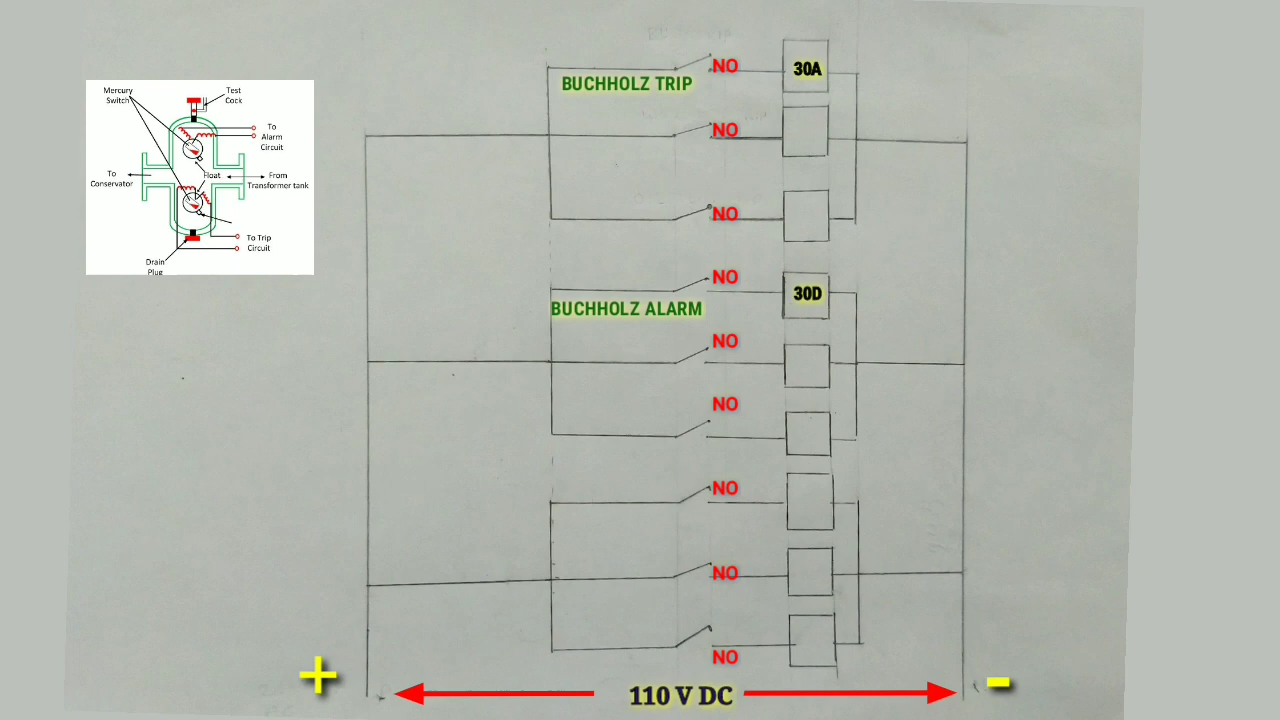 Mercury
Switch
Test
Cock
To
Alarm
Circuit
To
Conservator
Float
From
Transformer tank
To Trip
Circuit
Drain
Plug
BUCHHOLZ TRIP
NO
30A
NO
NO
NO
30D
BUCHHOLZ ALARM
NO
NO
NO
NO
NO
+
-
110 V DC